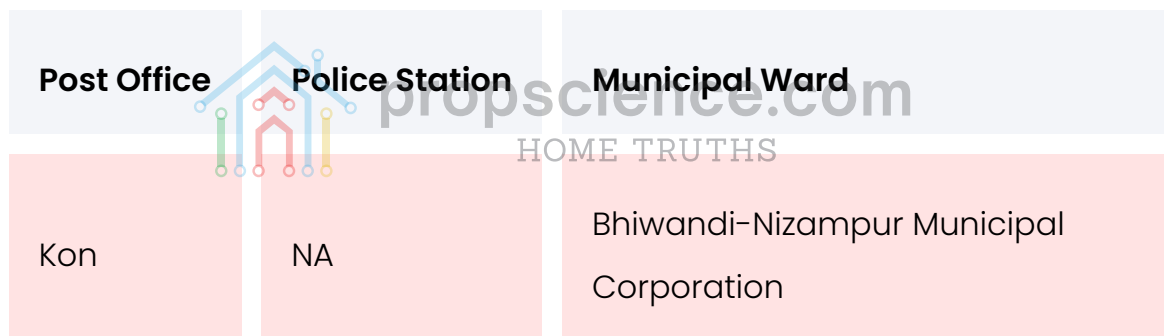 Post Office Police Station Municipal Ward
propscience.com
HOME TRUTHS
Bhiwandi-Nizampur Municipal
Kon NA
Corporation